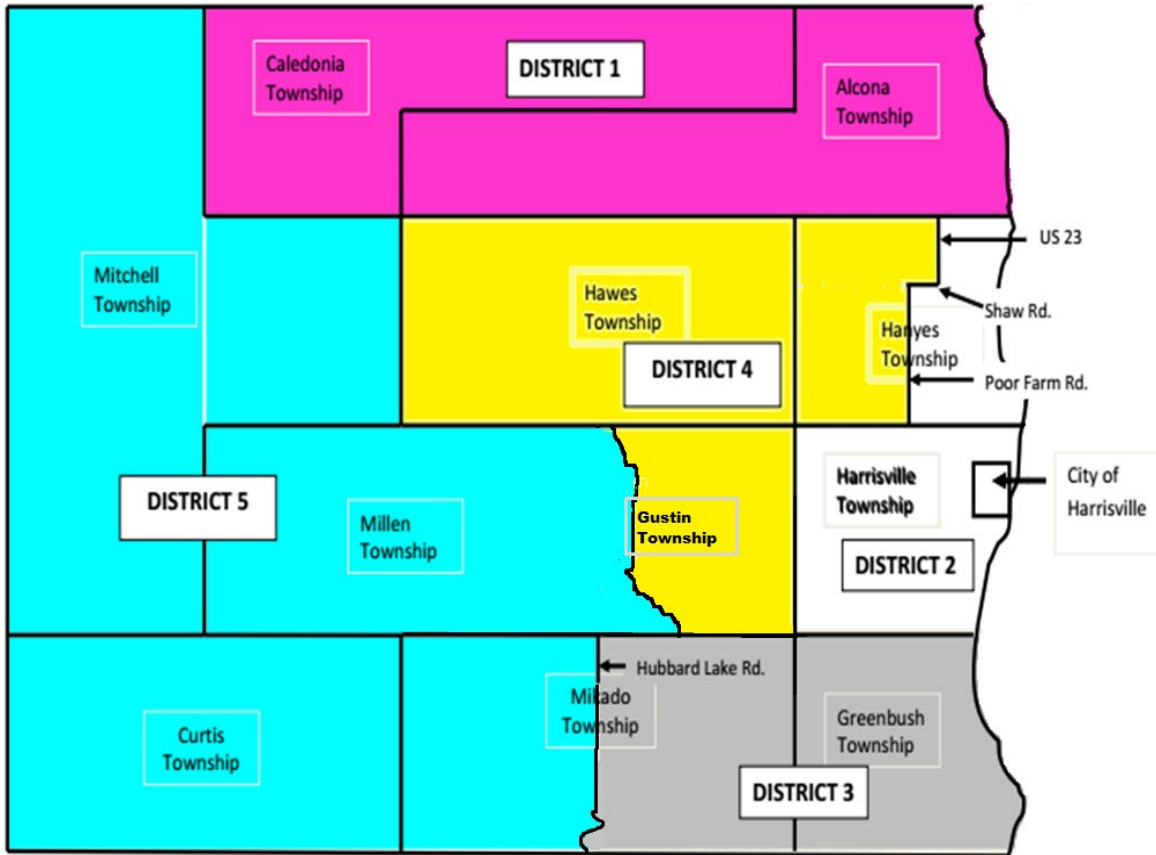 Caledonia
Township
DISTRICT 1
Alcona
Township
US 23
Mitchell
Township
Hawes
Township
Shaw Rd.
Hanyes
Township
DISTRICT 4
Poor Farm Rd.
DISTRICT 5
Millen
Township
Gustin
Township
Harrisville
Township
City of
Harrisville
DISTRICT 2
Hubbard Lake Rd.
Mikado
Township
Curtis
Township
Greenbush
Township
DISTRICT 3